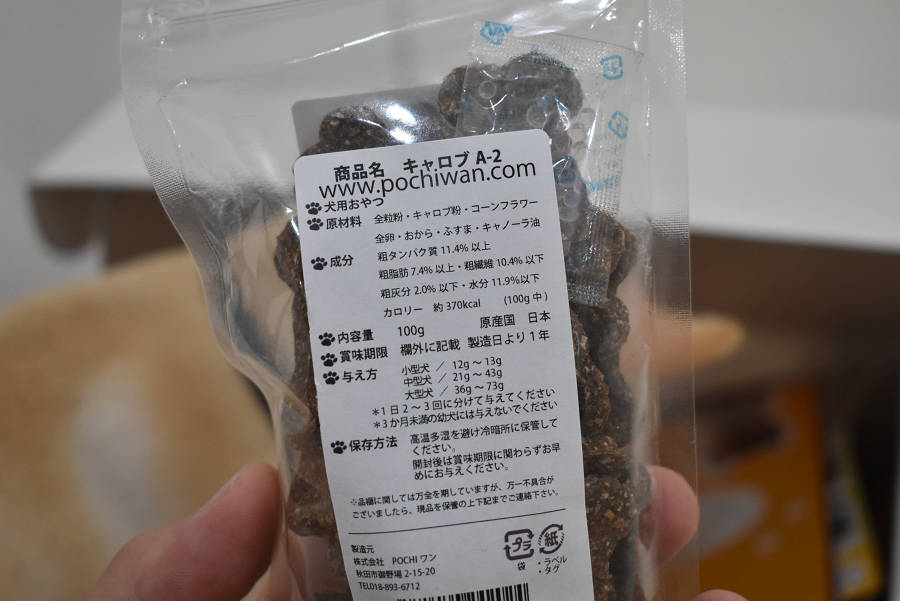 商品名 キャロブ A-2
www.pochiwan.com
犬用おやつ
原材料 全粒粉・キャロブ粉・コーンフラワー
全卵・おから・ふすま・キャノーラ油
成分 粗タンパク質 11.4% 以上
粗脂肪 7.4% 以上・粗繊維 10.4% 以下
粗灰分 2.0% 以下・水分 11.9%以下
カロリー 約 370kcal (100g 中)
内容量 100g 原産国 日本
賞味期限 欄外に記載 製造日より 1 年
与え方 小型犬 / 12g ～ 13g
中型犬 / 21g ～ 43g
大型犬 / 36g ～ 73g
＊1 日 2 ～ 3 回に分けて与えてください
＊3 か月未満の幼犬には与えないでください
保存方法 高温多湿を避け冷暗所に保管して
ください。
開封後は賞味期限に関わらずお早
めにお与えください。
※品種に関しては万全を期していますが、万一不具合が
ございましたら、現品を保管の上下記までご連絡下さい。
製造元
株式会社 POCHI ワン
秋田市御野場 2-15-20
TEL018-893-6712
プラ 紙
袋 ・ラベル
・タグ